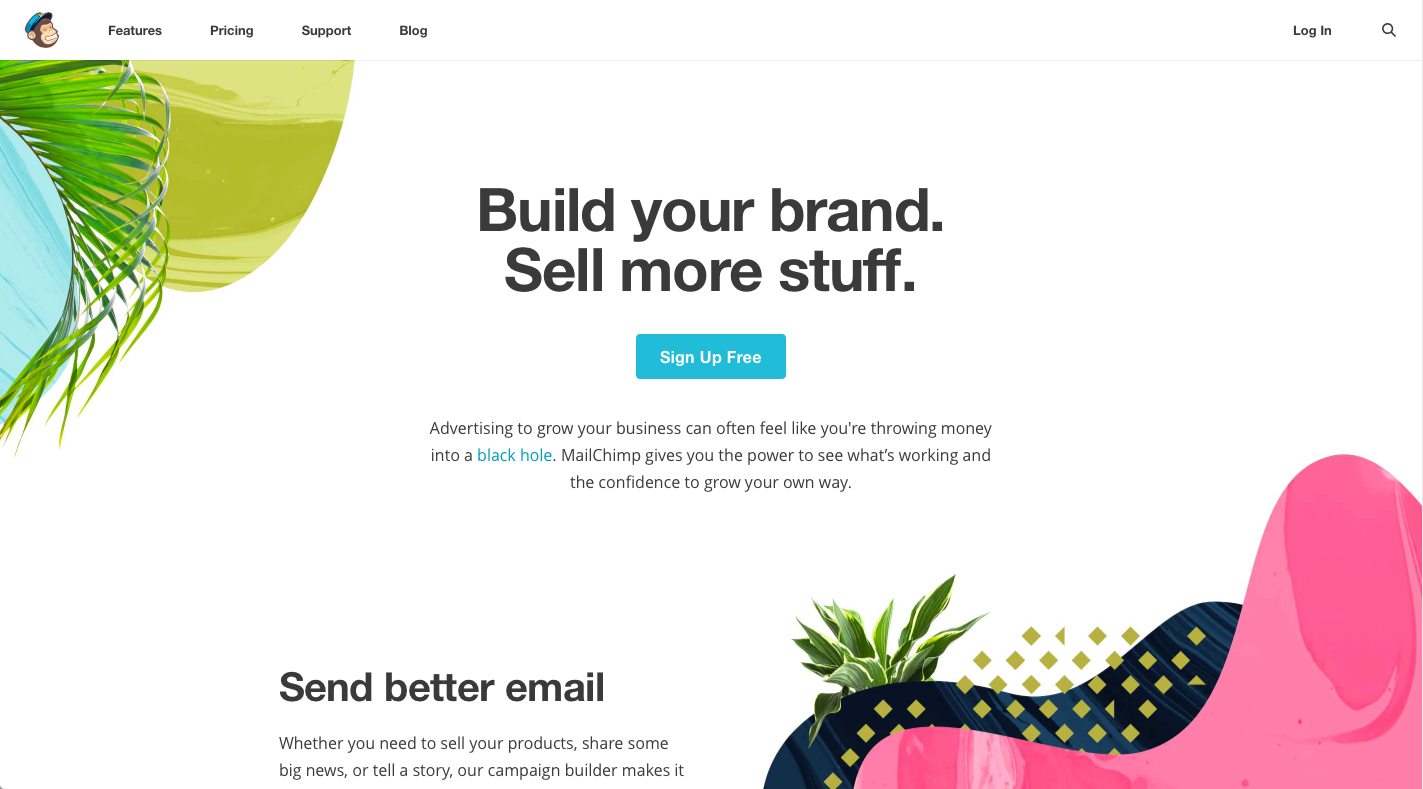 Features Pricing Support Blog Log In
Build your brand.
Sell more stuff.
Sign Up Free
Advertising to grow your business can often feel like you're throwing money
into a black hole. MailChimp gives you the power to see what’s working and
the confidence to grow your own way.
Send better email
Whether you need to sell your products, share some
big news, or tell a story, our campaign builder makes it